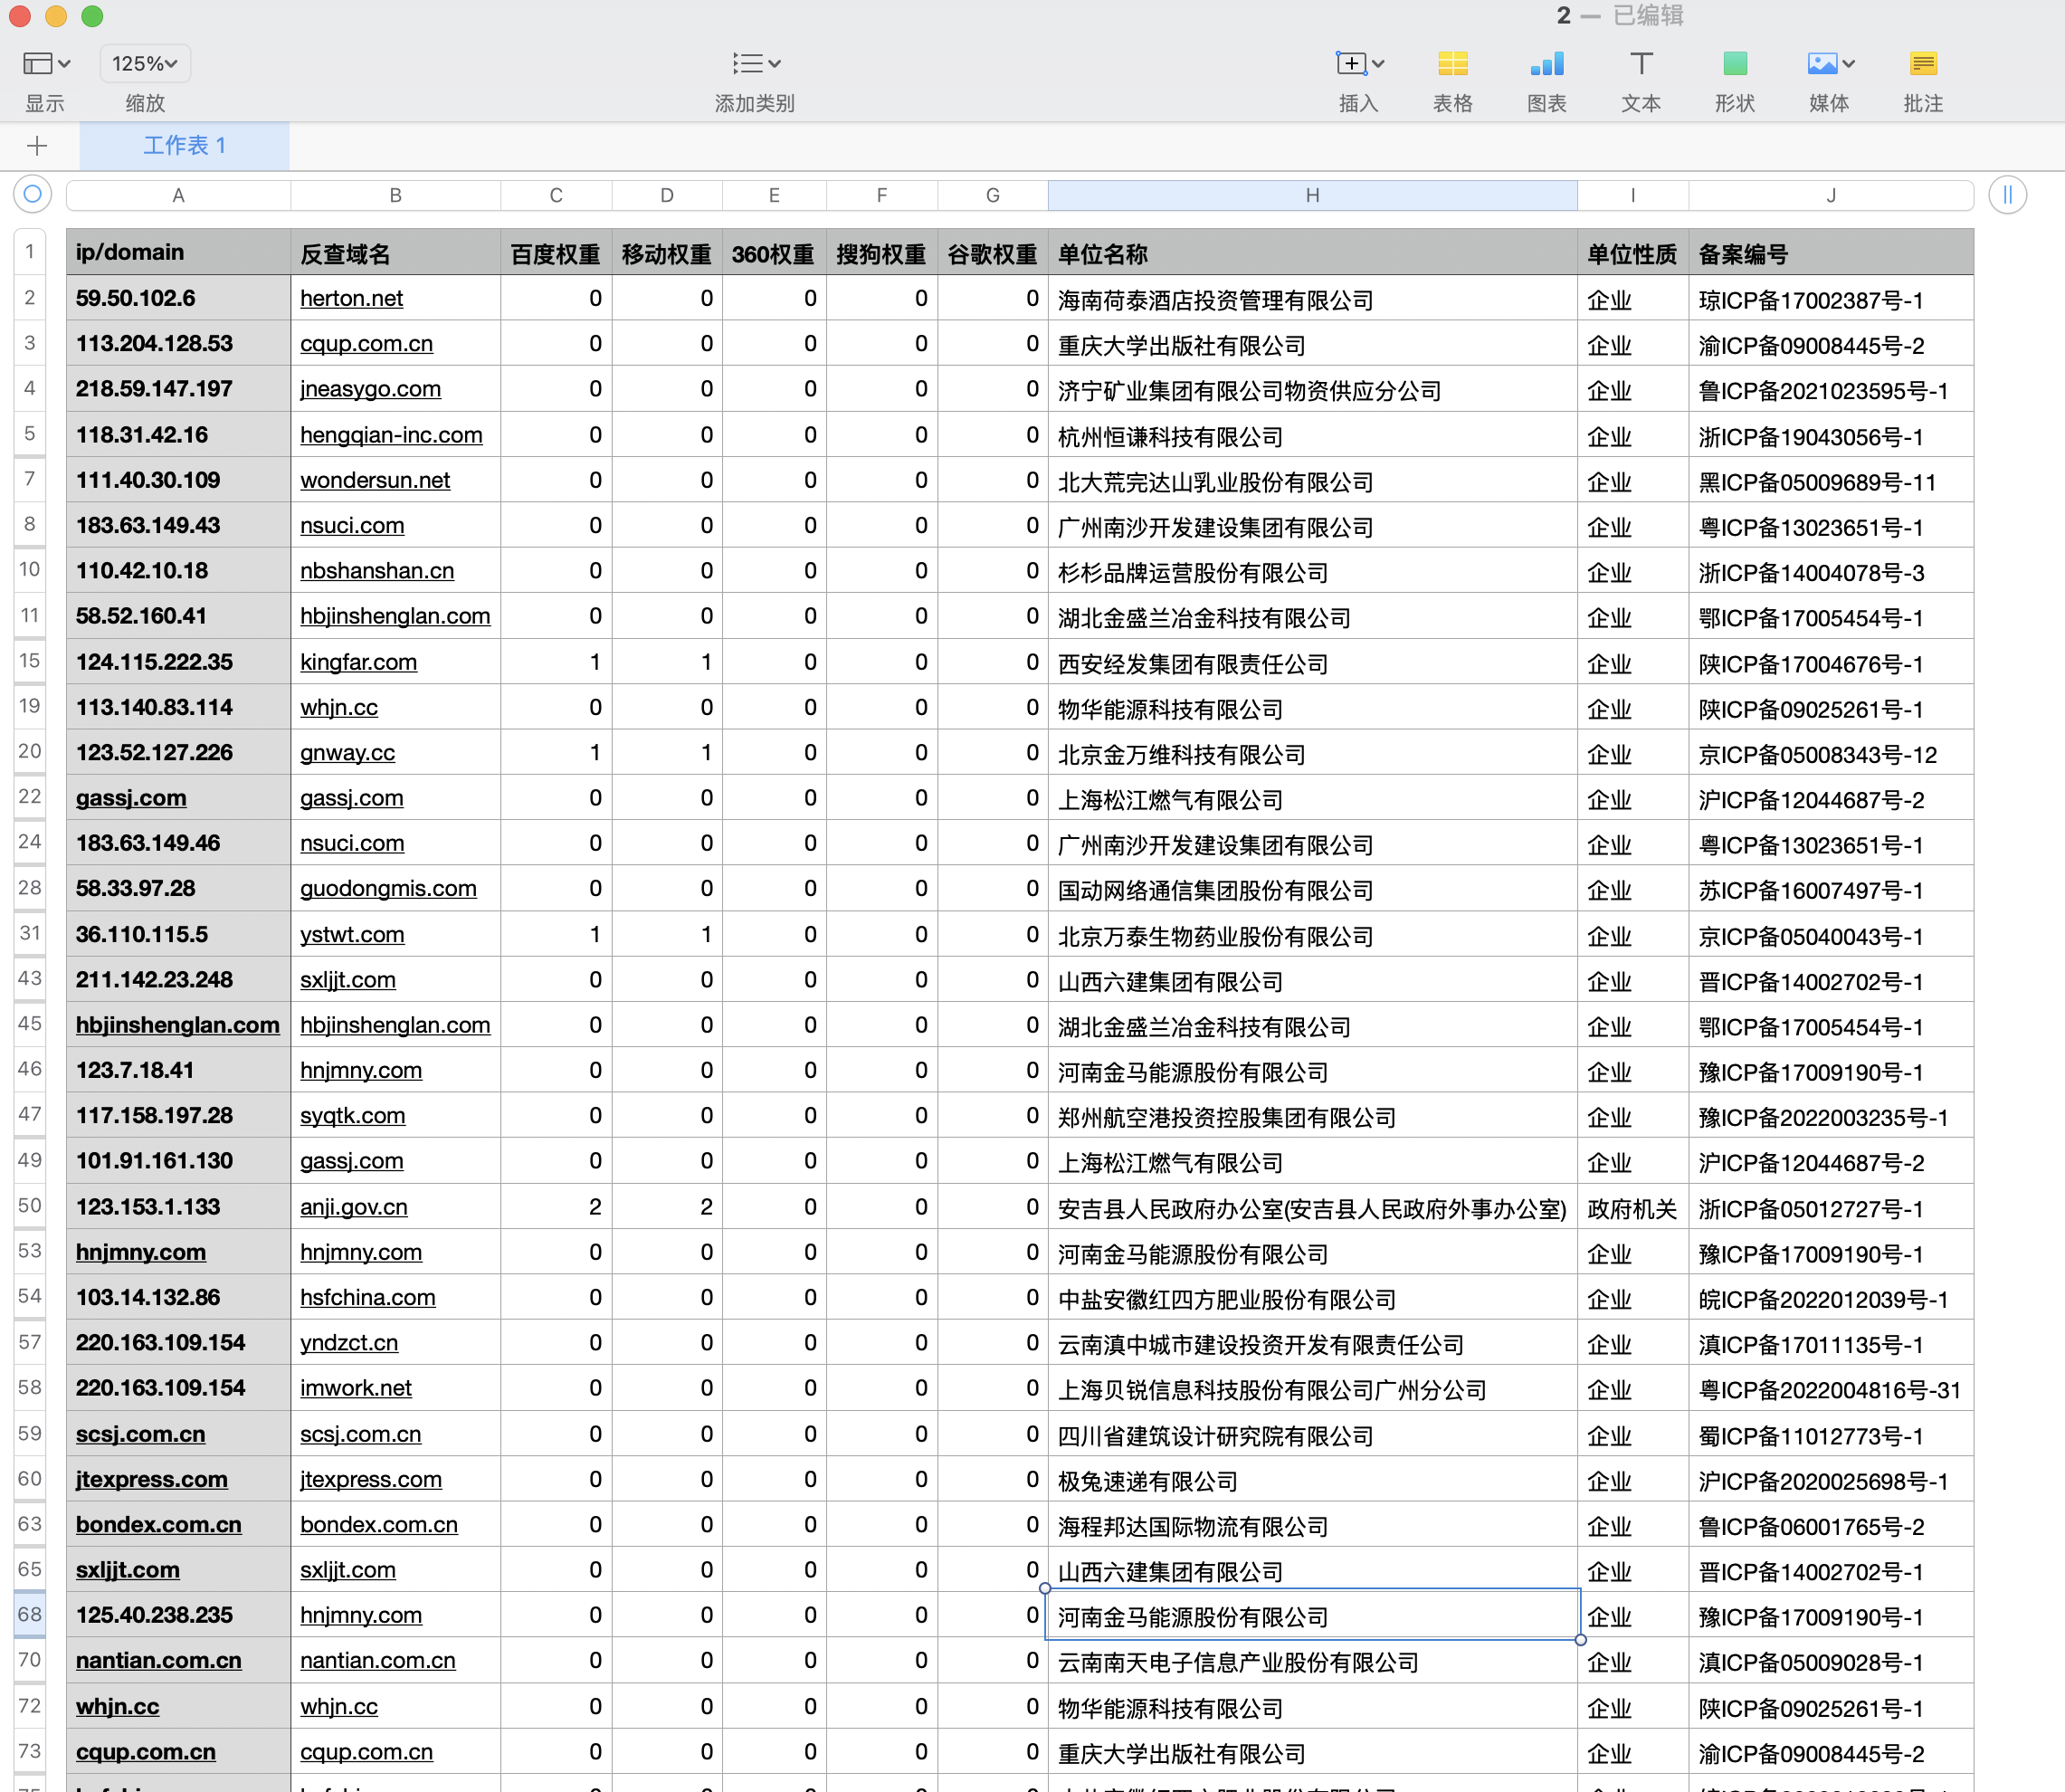 2 — 已编辑
125%
显示 缩放 添加类别 插入 表格 图表 文本 形状 媒体 批注
工作表 1
A B C D E F G H I J
1 ip/domain 反查域名 百度权重 移动权重 360权重 搜狗权重 谷歌权重 单位名称 单位性质 备案编号
2 59.50.102.6 herton.net 0 0 0 0 0 海南荷泰酒店投资管理有限公司 企业 琼ICP备17002387号-1
3 113.204.128.53 cqup.com.cn 0 0 0 0 0 重庆大学出版社有限公司 企业 渝ICP备09008445号-2
4 218.59.147.197 jneasygo.com 0 0 0 0 0 济宁矿业集团有限公司物资供应分公司 企业 鲁ICP备2021023595号-1
5 118.31.42.16 hengqian-inc.com 0 0 0 0 0 杭州恒谦科技有限公司 企业 浙ICP备19043056号-1
7 111.40.30.109 wondersun.net 0 0 0 0 0 北大荒完达山乳业股份有限公司 企业 黑ICP备05009689号-11
8 183.63.149.43 nsuci.com 0 0 0 0 0 广州南沙开发建设集团有限公司 企业 粤ICP备13023651号-1
10 110.42.10.18 nbshanshan.cn 0 0 0 0 0 杉杉品牌运营股份有限公司 企业 浙ICP备14004078号-3
11 58.52.160.41 hbjinshenglan.com 0 0 0 0 0 湖北金盛兰冶金科技有限公司 企业 鄂ICP备17005454号-1
15 124.115.222.35 kingfar.com 1 1 0 0 0 西安经发集团有限责任公司 企业 陕ICP备17004676号-1
19 113.140.83.114 whjn.cc 0 0 0 0 0 物华能源科技有限公司 企业 陕ICP备09025261号-1
20 123.52.127.226 gnway.cc 1 1 0 0 0 北京金万维科技有限公司 企业 京ICP备05008343号-12
22 gassj.com gassj.com 0 0 0 0 0 上海松江燃气有限公司 企业 沪ICP备12044687号-2
24 183.63.149.46 nsuci.com 0 0 0 0 0 广州南沙开发建设集团有限公司 企业 粤ICP备13023651号-1
28 58.33.97.28 guodongmis.com 0 0 0 0 0 国动网络通信集团股份有限公司 企业 苏ICP备16007497号-1
31 36.110.115.5 ystwt.com 1 1 0 0 0 北京万泰生物药业股份有限公司 企业 京ICP备05040043号-1
43 211.142.23.248 sxljjt.com 0 0 0 0 0 山西六建集团有限公司 企业 晋ICP备14002702号-1
45 hbjinshenglan.com hbjinshenglan.com 0 0 0 0 0 湖北金盛兰冶金科技有限公司 企业 鄂ICP备17005454号-1
46 123.7.18.41 hnjmny.com 0 0 0 0 0 河南金马能源股份有限公司 企业 豫ICP备17009190号-1
47 117.158.197.28 syqtk.com 0 0 0 0 0 郑州航空港投资控股集团有限公司 企业 豫ICP备2022003235号-1
49 101.91.161.130 gassj.com 0 0 0 0 0 上海松江燃气有限公司 企业 沪ICP备12044687号-2
50 123.153.1.133 anji.gov.cn 2 2 0 0 0 安吉县人民政府办公室(安吉县人民政府外事办公室) 政府机关 浙ICP备05012727号-1
53 hnjmny.com hnjmny.com 0 0 0 0 0 河南金马能源股份有限公司 企业 豫ICP备17009190号-1
54 103.14.132.86 hsfchina.com 0 0 0 0 0 中盐安徽红四方肥业股份有限公司 企业 皖ICP备2022012039号-1
57 220.163.109.154 yndzct.cn 0 0 0 0 0 云南滇中城市建设投资开发有限责任公司 企业 滇ICP备17011135号-1
58 220.163.109.154 imwork.net 0 0 0 0 0 上海贝锐信息科技股份有限公司广州分公司 企业 粤ICP备2022004816号-31
59 scsj.com.cn scsj.com.cn 0 0 0 0 0 四川省建筑设计研究院有限公司 企业 蜀ICP备11012773号-1
60 jtexpress.com jtexpress.com 0 0 0 0 0 极兔速递有限公司 企业 沪ICP备2020025698号-1
63 bondex.com.cn bondex.com.cn 0 0 0 0 0 海程邦达国际物流有限公司 企业 鲁ICP备06001765号-2
65 sxljjt.com sxljjt.com 0 0 0 0 0 山西六建集团有限公司 企业 晋ICP备14002702号-1
68 125.40.238.235 hnjmny.com 0 0 0 0 0 河南金马能源股份有限公司 企业 豫ICP备17009190号-1
70 nantian.com.cn nantian.com.cn 0 0 0 0 0 云南南天电子信息产业股份有限公司 企业 滇ICP备05009028号-1
72 whjn.cc whjn.cc 0 0 0 0 0 物华能源科技有限公司 企业 陕ICP备09025261号-1
73 cqup.com.cn cqup.com.cn 0 0 0 0 0 重庆大学出版社有限公司 企业 渝ICP备09008445号-2